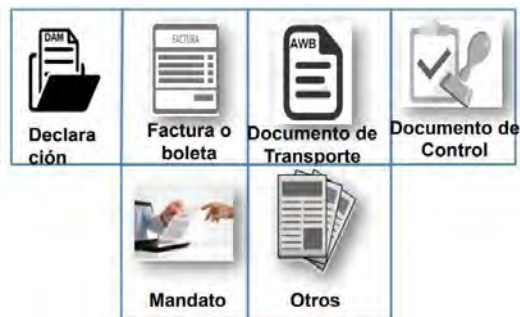 DAM
FACTURA
AWB
Declara
ción
Factura o
boleta
Documento de
Transporte
Documento de
Control
Mandato
Otros